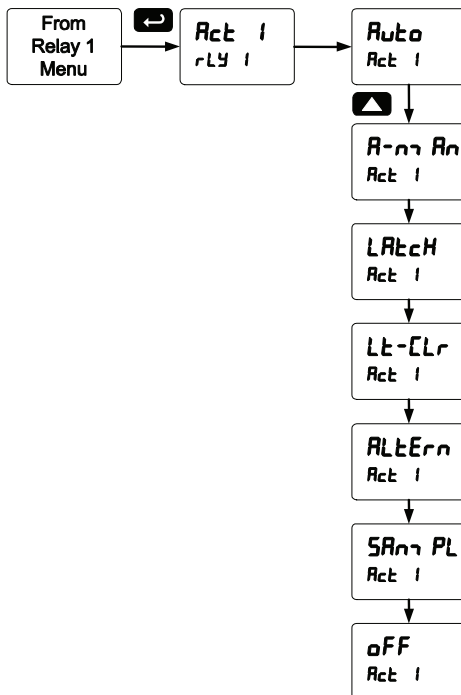 From
Relay 1
Menu
Act 1
rLY 1
Auto
Act 1
A-m An
Act 1
LAtcH
Act 1
Lt-CLr
Act 1
ALtErn
Act 1
SAm PL
Act 1
oFF
Act 1